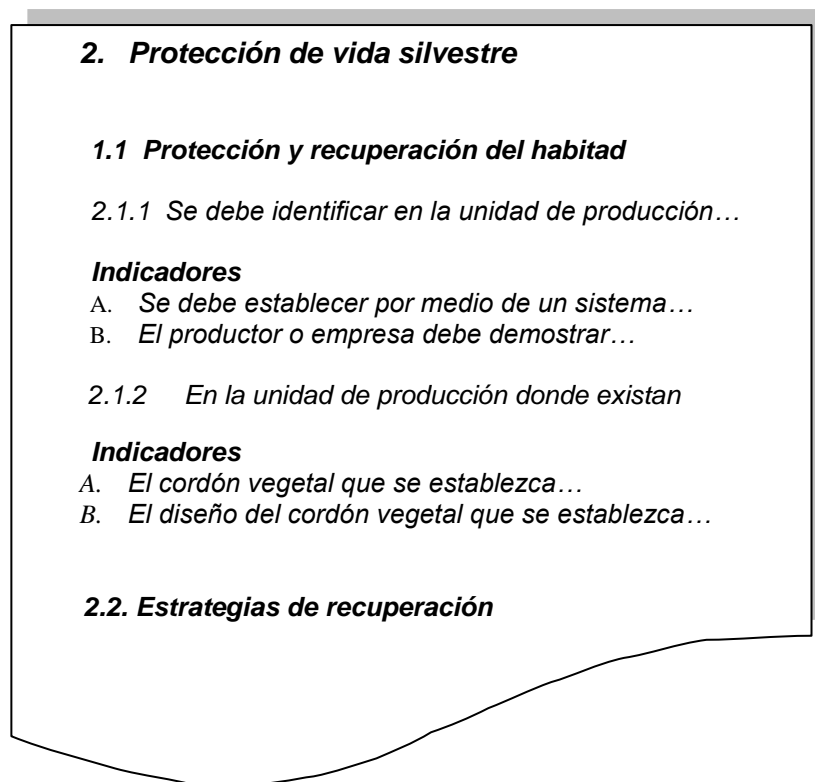 2. Protección de vida silvestre
1.1 Protección y recuperación del habitad
2.1.1 Se debe identificar en la unidad de producción…
Indicadores
A. Se debe establecer por medio de un sistema…
B. El productor o empresa debe demostrar…
2.1.2 En la unidad de producción donde existan
Indicadores
A. El cordón vegetal que se establezca…
B. El diseño del cordón vegetal que se establezca…
2.2. Estrategias de recuperación